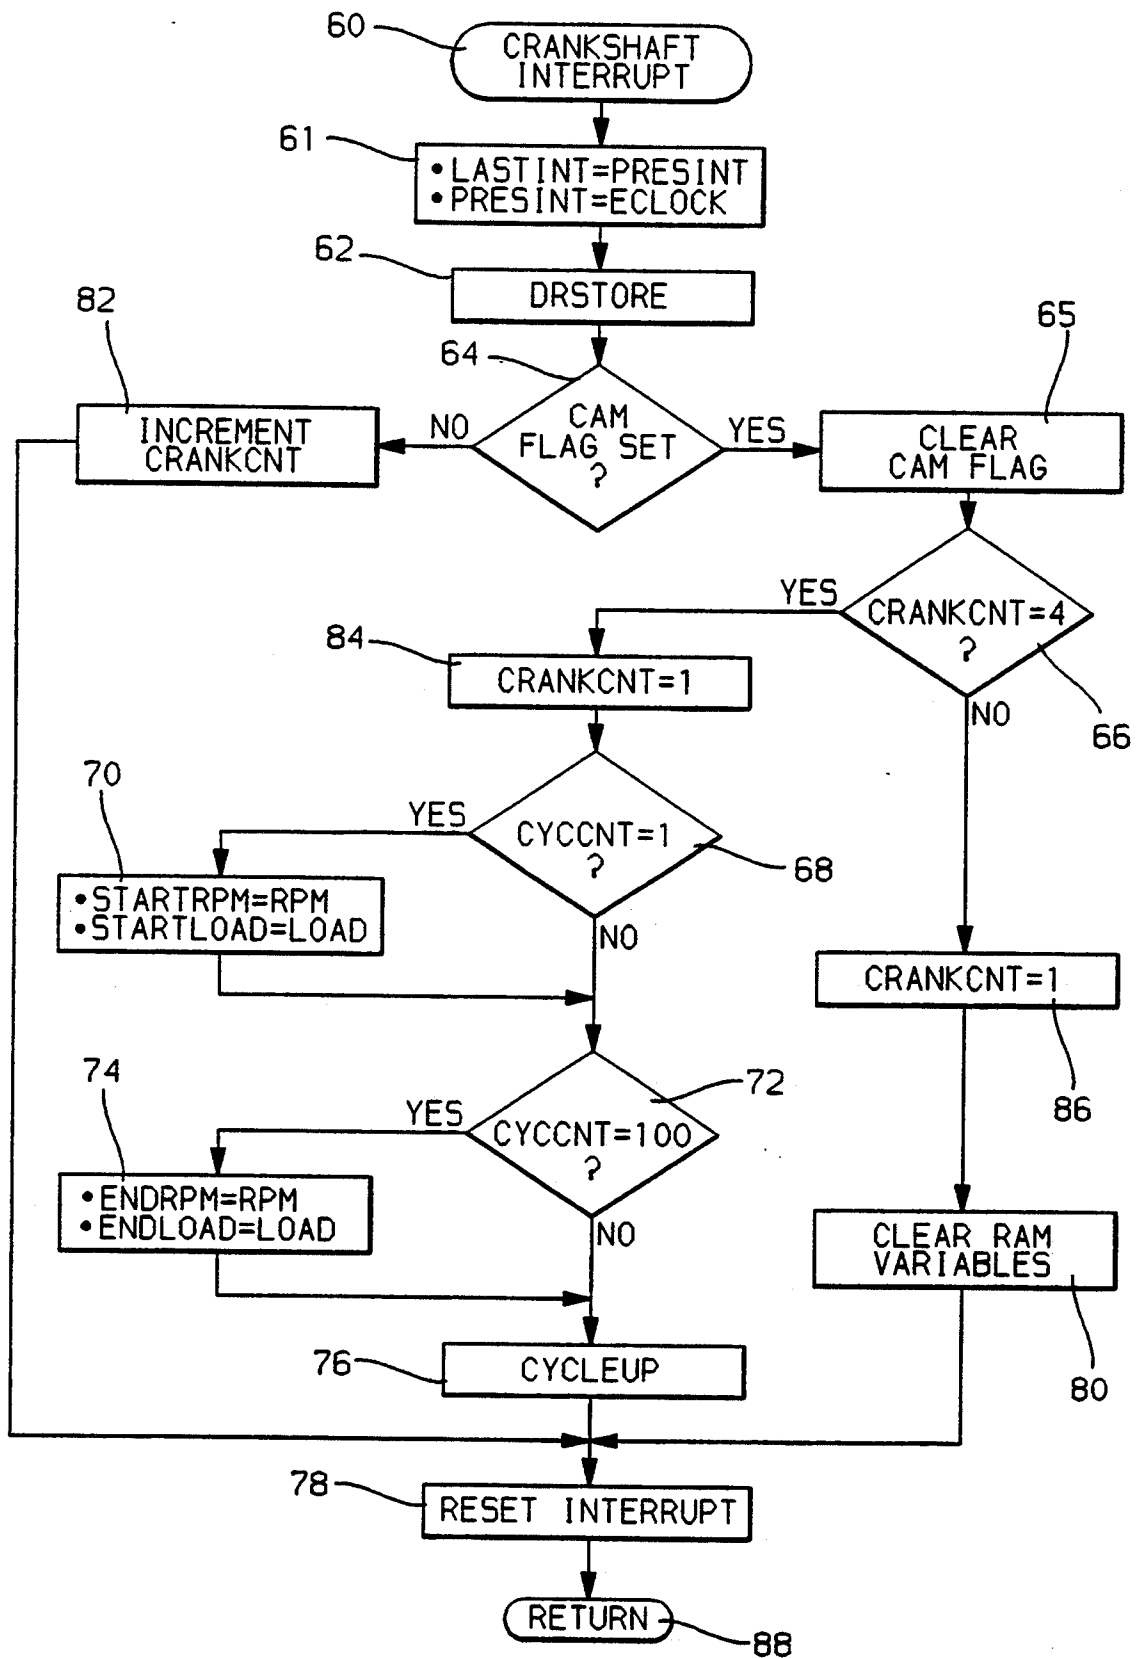 60
CRANKSHAFT
INTERRUPT
61
•LASTINT=PRESINT
•PRESINT=ECLOCK
62
DRSTORE
82
65
64
INCREMENT
CRANKCNT
NO
CAM
FLAG SET
?
YES
CLEAR
CAM FLAG
YES
CRANKCNT=4
?
66
NO
84
CRANKCNT=1
70
YES
CYCCNT=1
?
68
NO
•STARTRPM=RPM
•STARTLOAD=LOAD
CRANKCNT=1
86
74
72
YES
CYCCNT=100
?
NO
•ENDRPM=RPM
•ENDLOAD=LOAD
CLEAR RAM
VARIABLES
80
76
CYCLEUP
78
RESET INTERRUPT
RETURN
88